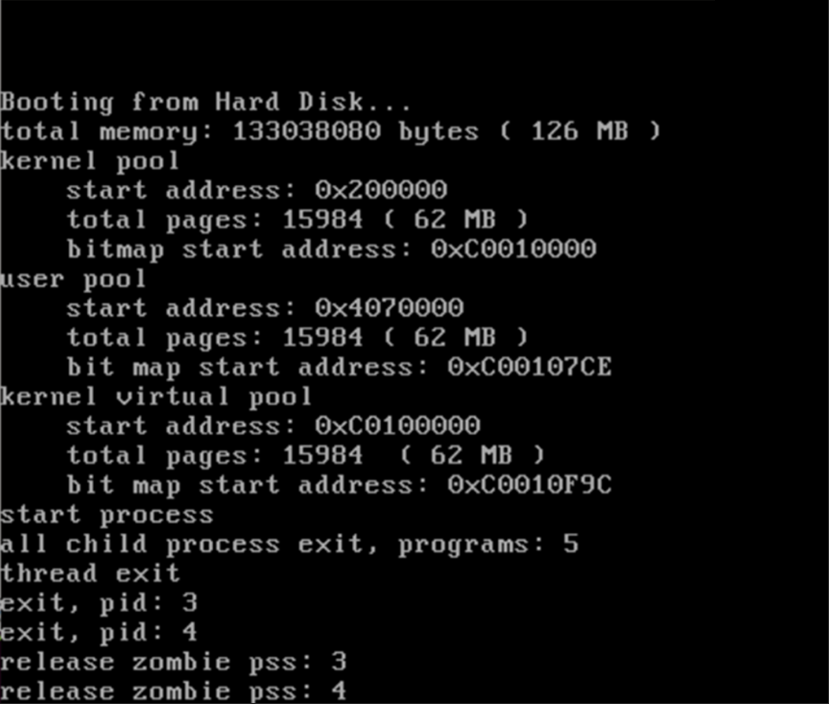 Booting from Hard Disk...
total memory: 133038080 bytes ( 126 MB )
kernel pool
    start address: 0x200000
    total pages: 15984 ( 62 MB )
    bitmap start address: 0xC0010000
user pool
    start address: 0x4070000
    total pages: 15984 ( 62 MB )
    bit map start address: 0xC00107CE
kernel virtual pool
    start address: 0xC0100000
    total pages: 15984  ( 62 MB )
    bit map start address: 0xC0010F9C
start process
all child process exit, programs: 5
thread exit
exit, pid: 3
exit, pid: 4
release zombie pss: 3
release zombie pss: 4